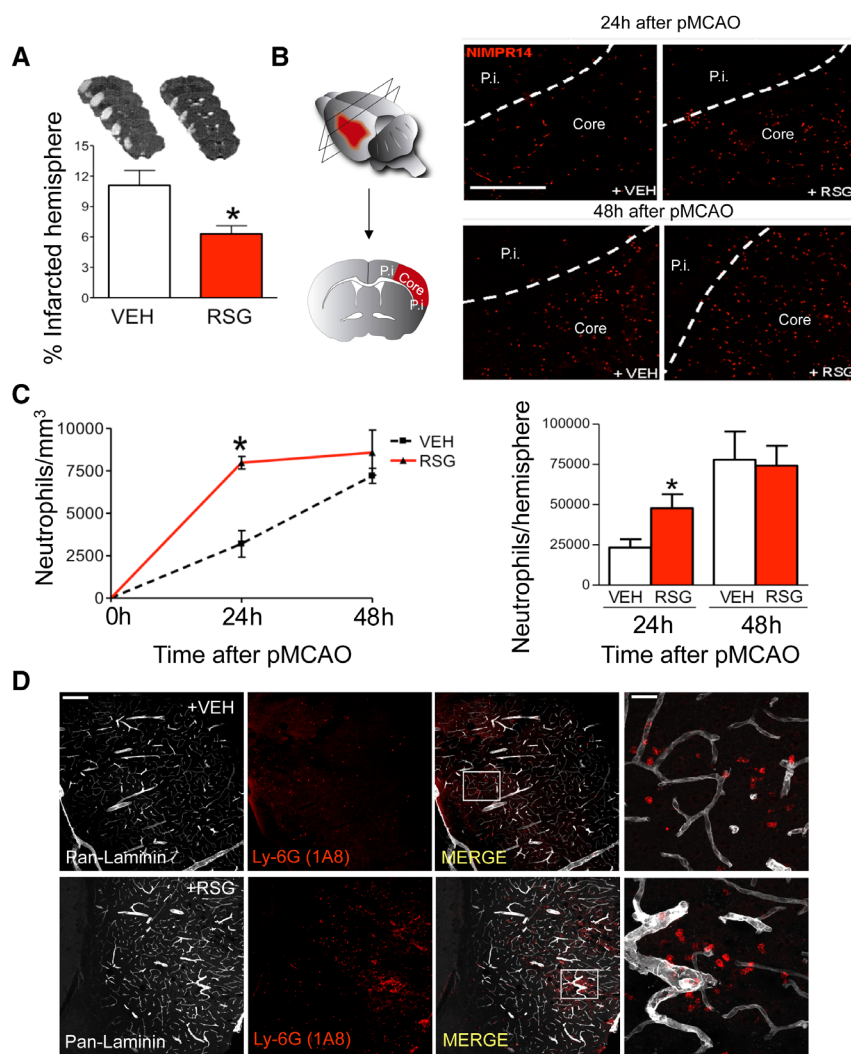 A
% Infarcted hemisphere
15
12
9
6
3
0
*
VEH
RSG
B
P.i
Core
P.i
24h after pMCAO
NIMPR14
P.i.
Core
+ VEH
Core
+ RSG
48h after pMCAO
P.i.
Core
+ VEH
P.i.
Core
+ RSG
C
Neutrophils/mm³
10000
7500
5000
2500
0
*
VEH
RSG
0h
24h
48h
Time after pMCAO
Neutrophils/hemisphere
100000
75000
50000
25000
0
*
VEH RSG VEH RSG
24h 48h
Time after pMCAO
D
+VEH
Pan-Laminin
Ly-6G (1A8)
MERGE
+RSG
Pan-Laminin
Ly-6G (1A8)
MERGE